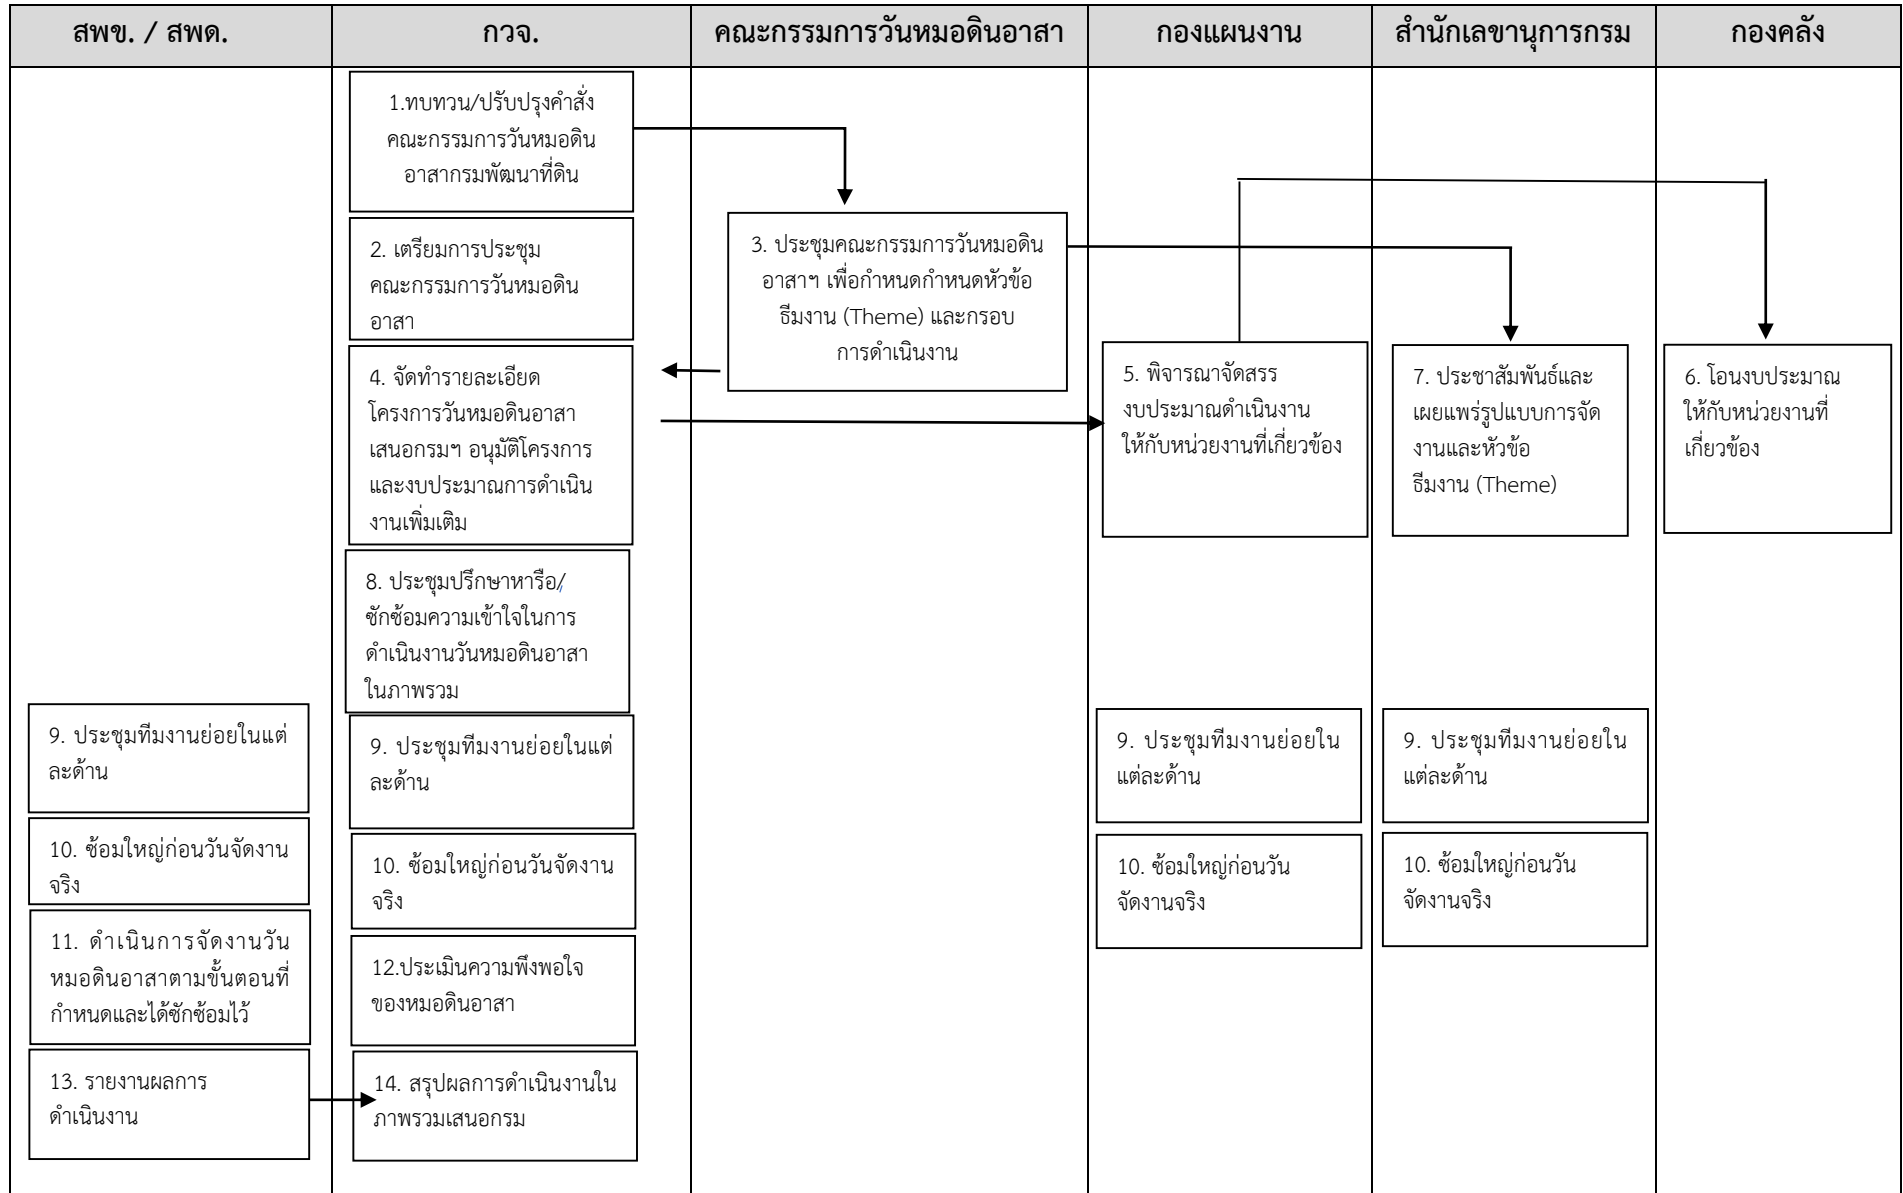 สพข. / สพด.
กวจ.
คณะกรรมการวันหมอดินอาสา
กองแผนงาน
สำนักเลขานุการกรม
กองคลัง
1.ทบทวน/ปรับปรุงคำสั่ง
คณะกรรมการวันหมอดิน
อาสากรมพัฒนาที่ดิน
2. เตรียมการประชุม
คณะกรรมการวันหมอดิน
อาสา
3. ประชุมคณะกรรมการวันหมอดิน
อาสาฯ เพื่อกำหนดกำหนดหัวข้อ
ธีมงาน (Theme) และกรอบ
การดำเนินงาน
4. จัดทำรายละเอียด
โครงการวันหมอดินอาสา
เสนอกรมฯ อนุมัติโครงการ
และงบประมาณการดำเนิน
งานเพิ่มเติม
5. พิจารณาจัดสรร
งบประมาณดำเนินงาน
ให้กับหน่วยงานที่เกี่ยวข้อง
7. ประชาสัมพันธ์และ
เผยแพร่รูปแบบการจัด
งานและหัวข้อ
ธีมงาน (Theme)
6. โอนงบประมาณ
ให้กับหน่วยงานที่
เกี่ยวข้อง
8. ประชุมปรึกษาหารือ/
ซักซ้อมความเข้าใจในการ
ดำเนินงานวันหมอดินอาสา
ในภาพรวม
9. ประชุมทีมงานย่อยในแต่
ละด้าน
9. ประชุมทีมงานย่อยในแต่
ละด้าน
9. ประชุมทีมงานย่อยใน
แต่ละด้าน
9. ประชุมทีมงานย่อยใน
แต่ละด้าน
10. ซ้อมใหญ่ก่อนวันจัดงาน
จริง
10. ซ้อมใหญ่ก่อนวันจัดงาน
จริง
10. ซ้อมใหญ่ก่อนวัน
จัดงานจริง
10. ซ้อมใหญ่ก่อนวัน
จัดงานจริง
11. ดำเนินการจัดงานวัน
หมอดินอาสาตามขั้นตอนที่
กำหนดและได้ซักซ้อมไว้
12.ประเมินความพึงพอใจ
ของหมอดินอาสา
13. รายงานผลการ
ดำเนินงาน
14. สรุปผลการดำเนินงานใน
ภาพรวมเสนอกรม